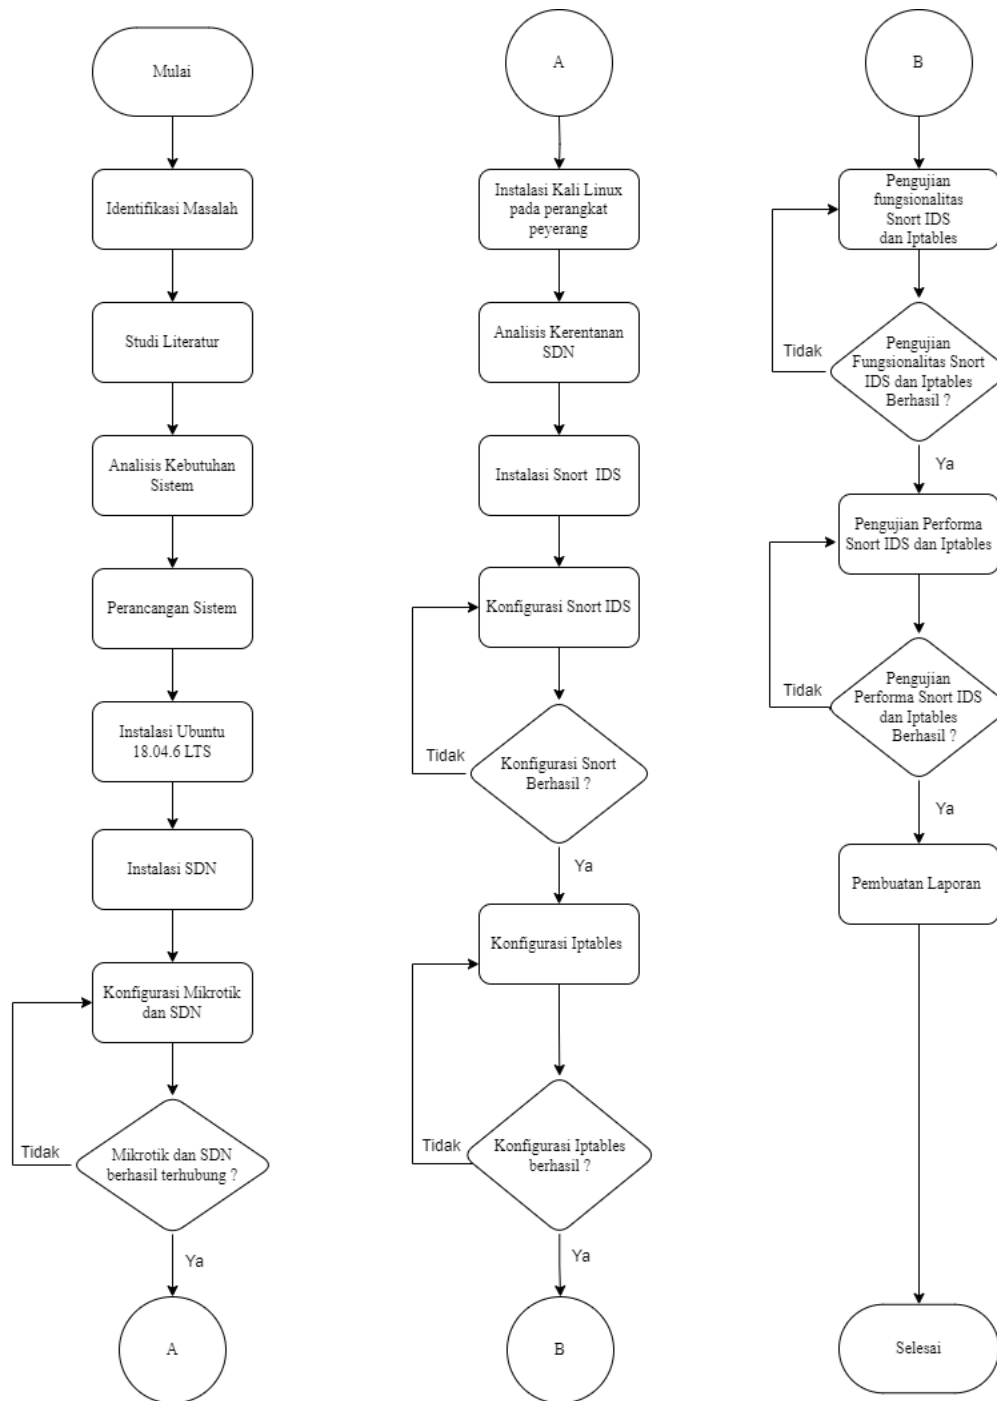 Mulai
Identifikasi Masalah
Studi Literatur
Analisis Kebutuhan
Sistem
Perancangan Sistem
Instalasi Ubuntu
18.04.6 LTS
Instalasi SDN
Konfigurasi Mikrotik
dan SDN
Tidak
Mikrotik dan SDN
berhasil terhubung ?
Ya
A
A
Instalasi Kali Linux
pada perangkat
peyerang
Analisis Kerentanan
SDN
Instalasi Snort IDS
Konfigurasi Snort IDS
Tidak
Konfigurasi Snort
Berhasil ?
Ya
Konfigurasi Iptables
Tidak
Konfigurasi Iptables
berhasil ?
Ya
B
B
Pengujian
fungsionalitas
Snort IDS
dan Iptables
Tidak
Pengujian
Fungsionalitas Snort
IDS dan Iptables
Berhasil ?
Ya
Pengujian Performa
Snort IDS dan Iptables
Tidak
Pengujian
Performa Snort IDS
dan Iptables
Berhasil ?
Ya
Pembuatan Laporan
Selesai